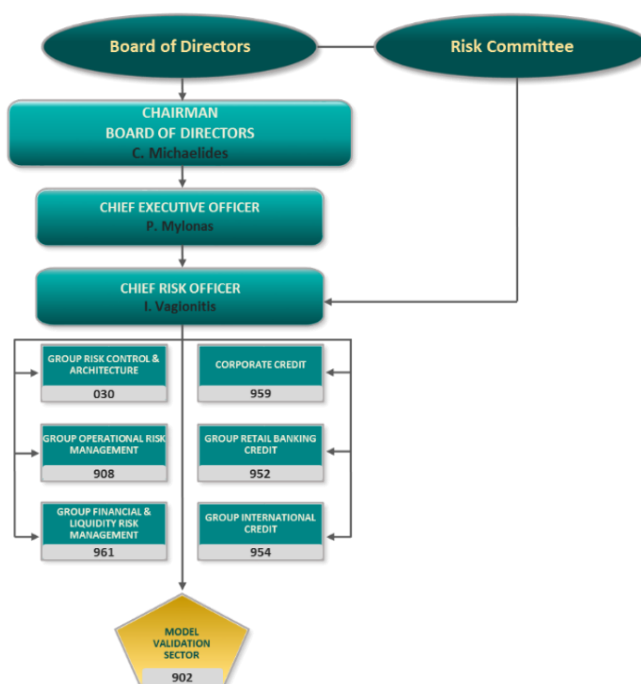 Board of Directors
Risk Committee
CHAIRMAN
BOARD OF DIRECTORS
C. Michaelides
CHIEF EXECUTIVE OFFICER
P. Mylonas
CHIEF RISK OFFICER
I. Vagionitis
GROUP RISK CONTROL &
ARCHITECTURE
030
CORPORATE CREDIT
959
GROUP OPERATIONAL RISK
MANAGEMENT
908
GROUP RETAIL BANKING
CREDIT
952
GROUP FINANCIAL &
LIQUIDITY RISK
MANAGEMENT
961
GROUP INTERNATIONAL
CREDIT
954
MODEL
VALIDATION
SECTOR
902